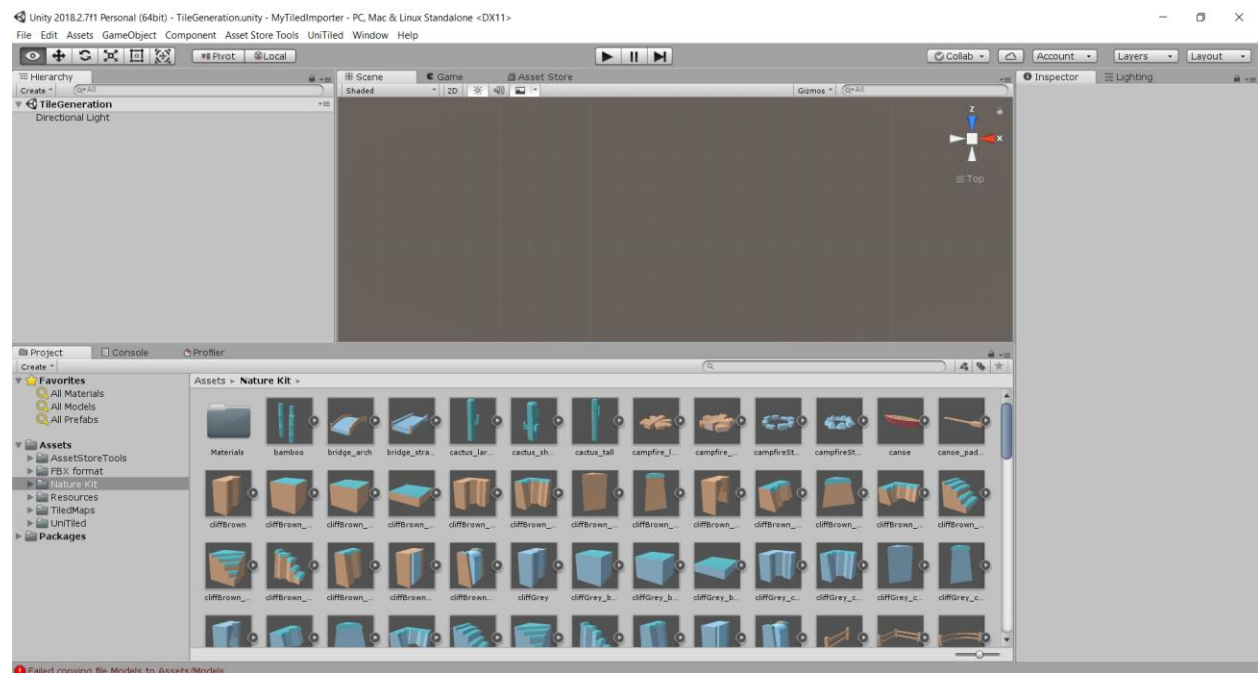 Unity 2018.2.7f1 Personal (64bit) - TileGeneration.unity - MyTiledImporter - PC, Mac & Linux Standalone <DX11>
File Edit Assets GameObject Component Asset Store Tools UniTiled Window Help
Pivot Local Collab Account Layers Layout
Hierarchy Scene Game Asset Store Inspector Lighting
Create All Shaded 2D Gizmos All
TileGeneration
Directional Light
z
x
Top
Project Console Profiler
Create
Favorites Assets Nature Kit
All Materials
All Models
All Prefabs
Assets
AssetStoreTools
FBX format
Nature Kit
Resources
TiledMaps
UniTiled
Packages
Materials bamboo bridge_arch bridge_stra... cactus_lar... cactus_sh... cactus_tall campfire_l... campfire_... campfireSt... campfireSt... canoe canoe_pad...
cliffBrown cliffBrown_... cliffBrown_... cliffBrown_... cliffBrown_... cliffBrown_... cliffBrown_... cliffBrown_... cliffBrown_... cliffBrown_... cliffBrown_... cliffBrown_... cliffBrown_...
cliffBrown_... cliffBrown_... cliffBrown_... cliffBrown... cliffBrown... cliffGrey cliffGrey_b... cliffGrey_b... cliffGrey_b... cliffGrey_c... cliffGrey_c... cliffGrey_c... cliffGrey_c...
Failed copying file Models to Assets/Models.